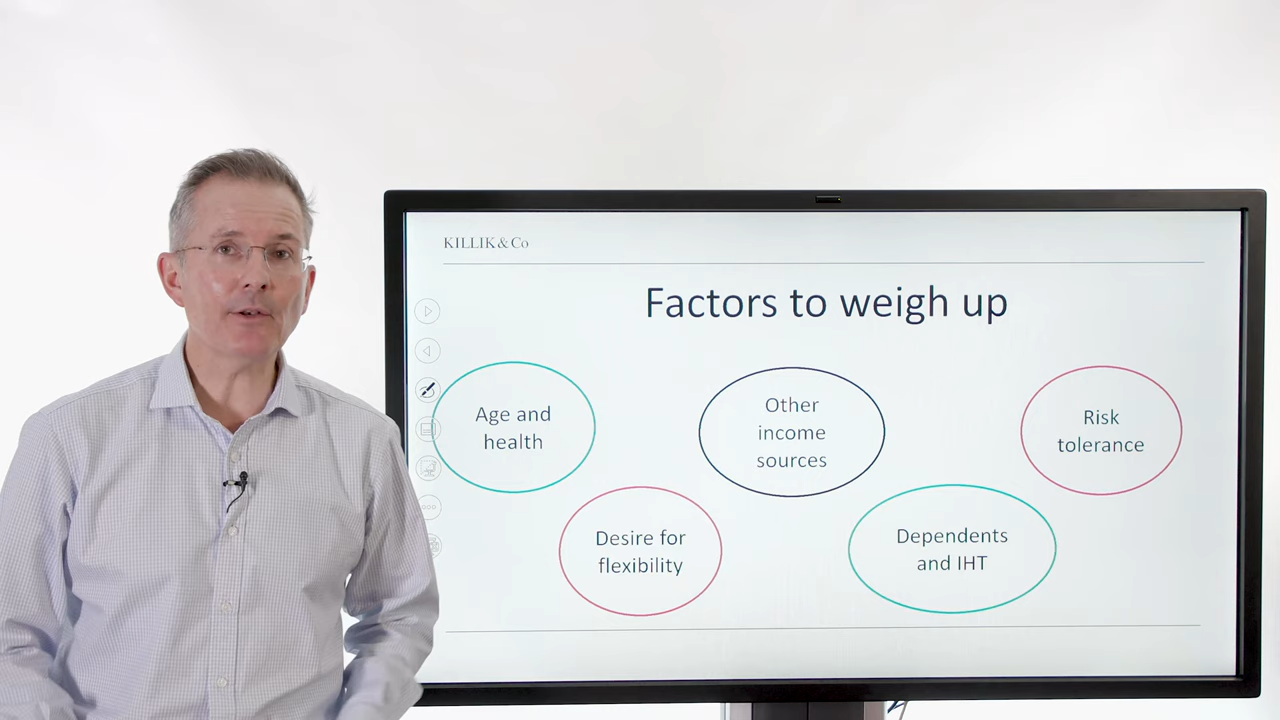 KILLIK & Co
Factors to weigh up
Age and
health
Other
income
sources
Risk
tolerance
Desire for
flexibility
Dependents
and IHT